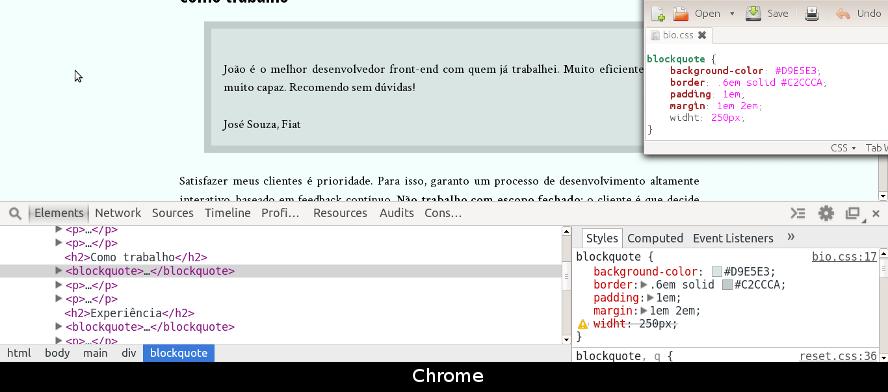 como trabalho
João é o melhor desenvolvedor front-end com quem já trabalhei. Muito eficiente
muito capaz. Recomendo sem dúvidas!
José Souza, Fiat
Satisfazer meus clientes é prioridade. Para isso, garanto um processo de desenvolvimento altamente
interativo, baseado em feedback contínuo. Não trabalho com escopo fechado: o cliente é que decide
Open
Save
Undo
bio.css
blockquote {
background-color: #D9E5E3;
border: .6em solid #C2CCCA;
padding: 1em;
margin: 1em 2em;
widht: 250px;
}
CSS
Tab W
Elements Network Sources Timeline Profi... Resources Audits Cons...
<p>…</p>
<p>…</p>
<h2>Como trabalho</h2>
<blockquote>…</blockquote>
<p>…</p>
<p>…</p>
<h2>Experiência</h2>
<blockquote>…</blockquote>
<p>…</p>
html body main div blockquote
Styles Computed Event Listeners »
blockquote { bio.css:17
background-color: #D9E5E3;
border: .6em solid #C2CCCA;
padding: 1em;
margin: 1em 2em;
widht: 250px;
}
blockquote, q { reset.css:36
Chrome